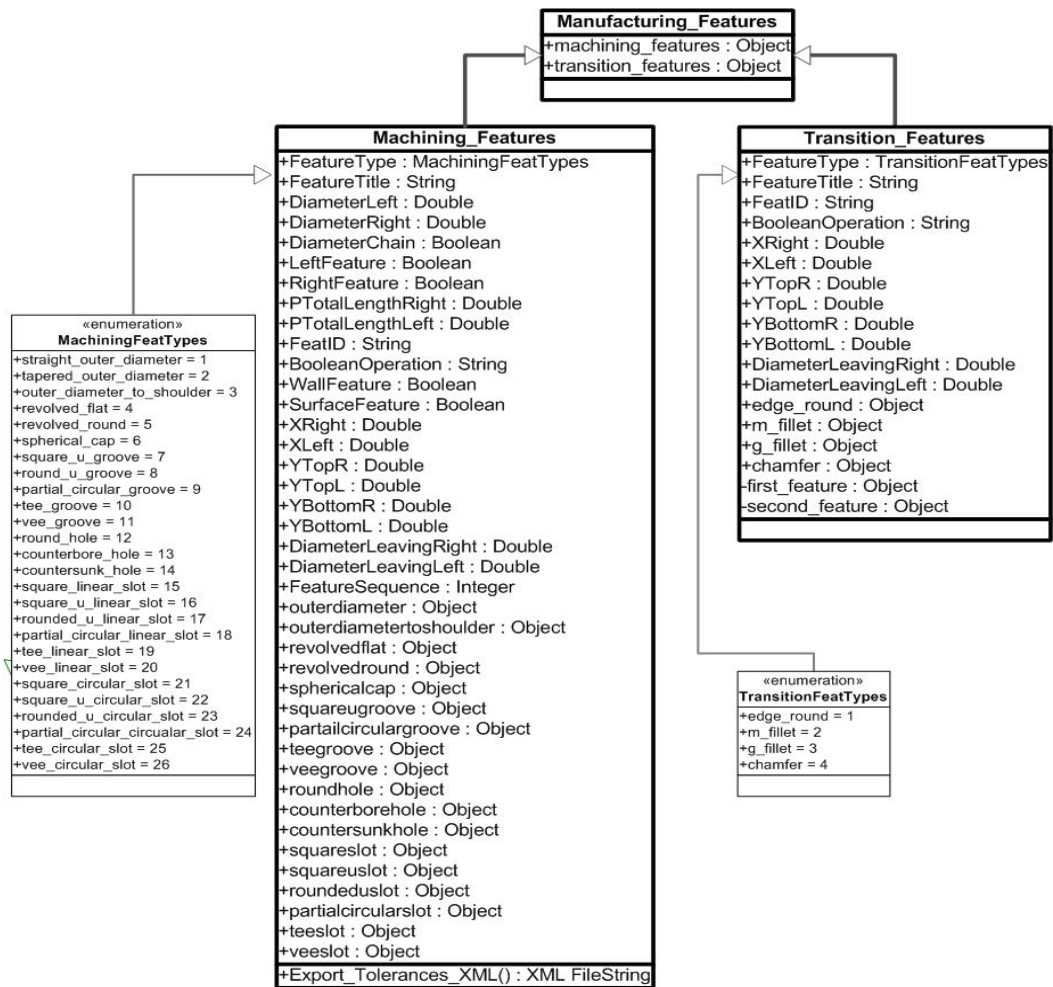 Manufacturing_Features
+machining_features : Object
+transition_features : Object
Machining_Features
+FeatureType : MachiningFeatTypes
+FeatureTitle : String
+DiameterLeft : Double
+DiameterRight : Double
+DiameterChain : Boolean
+LeftFeature : Boolean
+RightFeature : Boolean
+PTotalLengthRight : Double
+PTotalLengthLeft : Double
+FeatID : String
+BooleanOperation : String
+WallFeature : Boolean
+SurfaceFeature : Boolean
+XRight : Double
+XLeft : Double
+YTopR : Double
+YTopL : Double
+YBottomR : Double
+YBottomL : Double
+DiameterLeavingRight : Double
+DiameterLeavingLeft : Double
+FeatureSequence : Integer
+outerdiameter : Object
+outerdiametertoshoulder : Object
+revolvedflat : Object
+revolvedround : Object
+sphericalcap : Object
+squareugroove : Object
+partailcirculargroove : Object
+teegroove : Object
+veegroove : Object
+roundhole : Object
+counterborehole : Object
+countersunkhole : Object
+squareslot : Object
+squareuslot : Object
+roundeduslot : Object
+partialcircularslot : Object
+teeslot : Object
+veeslot : Object
+Export_Tolerances_XML() : XML FileString
Transition_Features
+FeatureType : TransitionFeatTypes
+FeatureTitle : String
+FeatID : String
+BooleanOperation : String
+XRight : Double
+XLeft : Double
+YTopR : Double
+YTopL : Double
+YBottomR : Double
+YBottomL : Double
+DiameterLeavingRight : Double
+DiameterLeavingLeft : Double
+edge_round : Object
+m_fillet : Object
+g_fillet : Object
+chamfer : Object
-first_feature : Object
-second_feature : Object
«enumeration»
MachiningFeatTypes
+straight_outer_diameter = 1
+tapered_outer_diameter = 2
+outer_diameter_to_shoulder = 3
+revolved_flat = 4
+revolved_round = 5
+spherical_cap = 6
+square_u_groove = 7
+round_u_groove = 8
+partial_circular_groove = 9
+tee_groove = 10
+vee_groove = 11
+round_hole = 12
+counterbore_hole = 13
+countersunk_hole = 14
+square_linear_slot = 15
+square_u_linear_slot = 16
+rounded_u_linear_slot = 17
+partial_circular_linear_slot = 18
+tee_linear_slot = 19
+vee_linear_slot = 20
+square_circular_slot = 21
+square_u_circular_slot = 22
+rounded_u_circular_slot = 23
+partial_circular_circualar_slot = 24
+tee_circular_slot = 25
+vee_circular_slot = 26
«enumeration»
TransitionFeatTypes
+edge_round = 1
+m_fillet = 2
+g_fillet = 3
+chamfer = 4